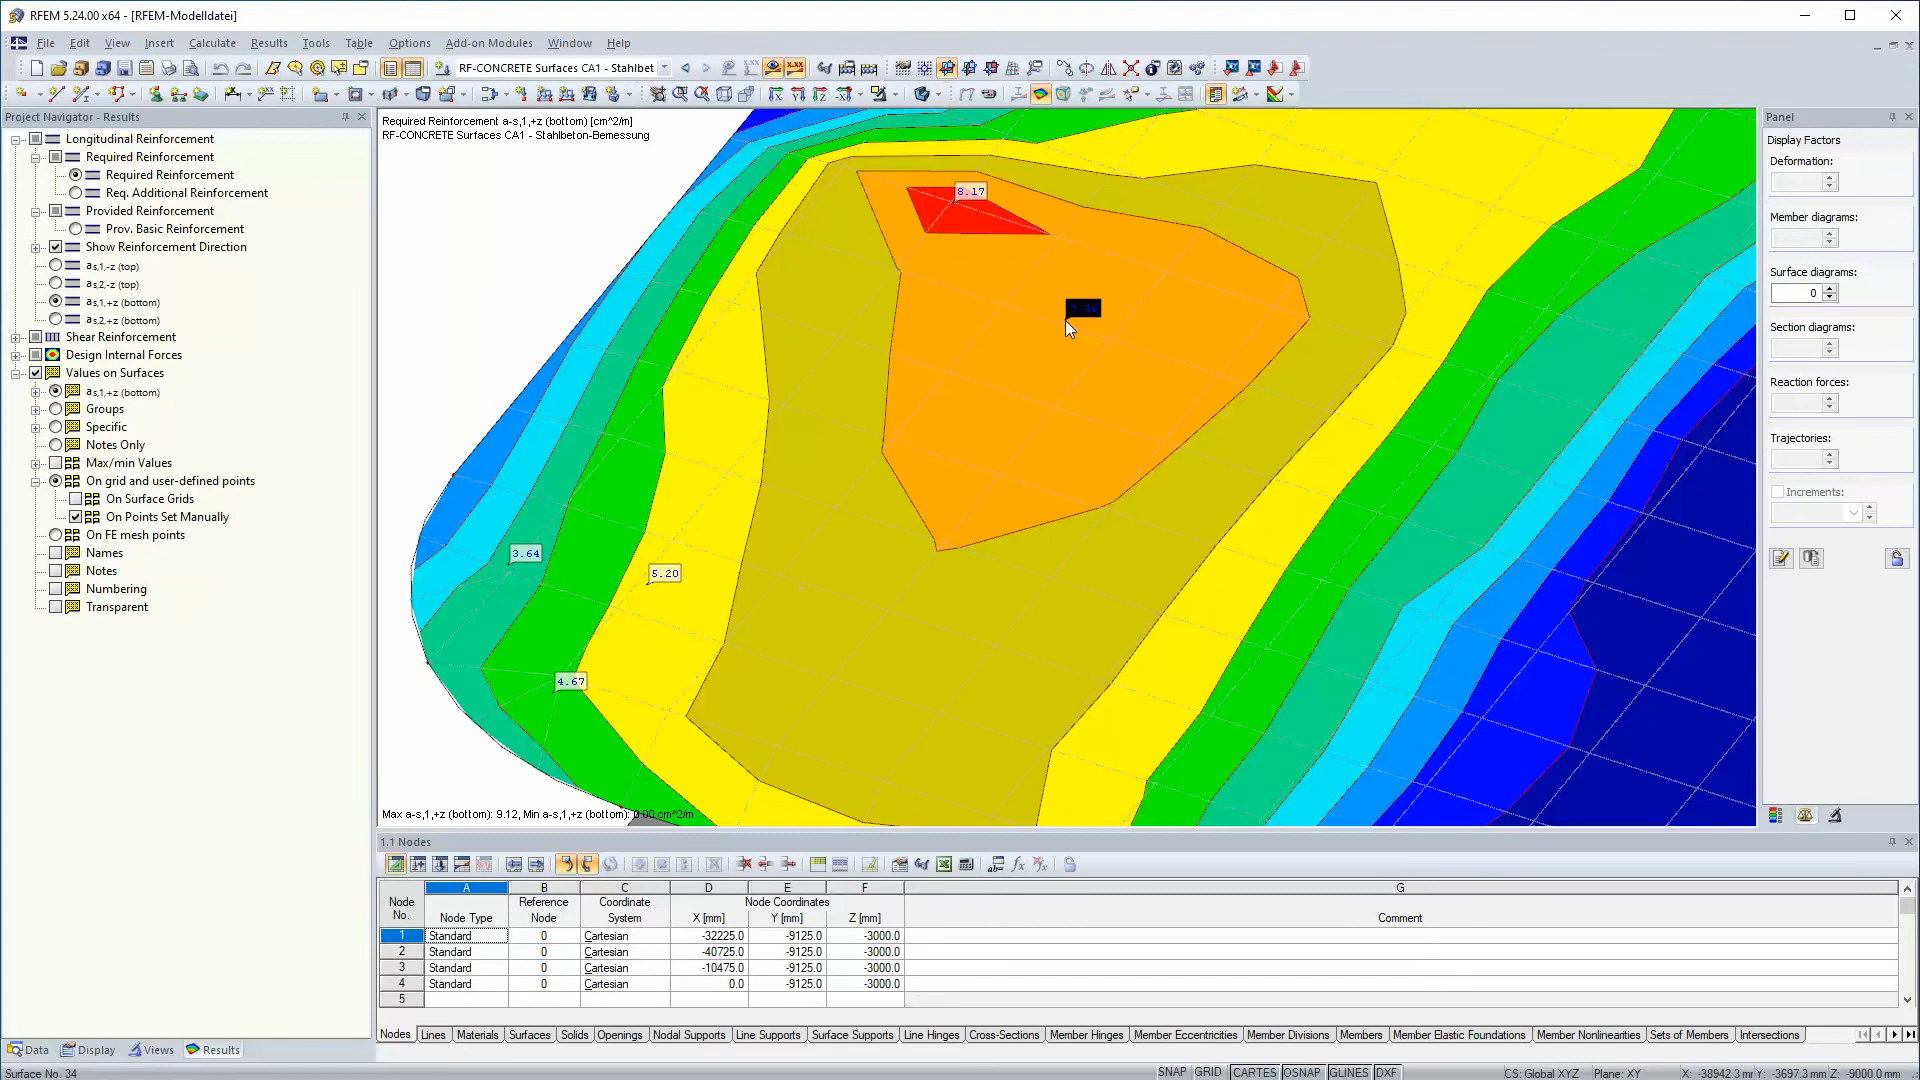 RFEM 5.24.00 x64 - [RFEM-Modelldatei]
File Edit View Insert Calculate Results Tools Table Options Add-on Modules Window Help
RF-CONCRETE Surfaces CA1 - Stahlbet
Project Navigator - Results
Longitudinal Reinforcement
Required Reinforcement
Required Reinforcement
Req. Additional Reinforcement
Provided Reinforcement
Prov. Basic Reinforcement
Show Reinforcement Direction
as,1,-z (top)
as,2,-z (top)
as,1,+z (bottom)
as,2,+z (bottom)
Shear Reinforcement
Design Internal Forces
Values on Surfaces
as,1,+z (bottom)
Groups
Specific
Notes Only
Max/min Values
On grid and user-defined points
On Surface Grids
On Points Set Manually
On FE mesh points
Names
Notes
Numbering
Transparent
Data Display Views Results
Surface No. 34
Required Reinforcement a-s,1,+z (bottom) [cm^2/m]
RF-CONCRETE Surfaces CA1 - Stahlbeton-Bemessung
8.17
3.64
5.20
4.67
Max a-s,1,+z (bottom): 9.12, Min a-s,1,+z (bottom): 0.00 cm^2/m
Panel
Display Factors
Deformation:
Member diagrams:
Surface diagrams:
0
Section diagrams:
Reaction forces:
Trajectories:
Increments:
1.1 Nodes
A B C D E F G
Node No. Node Type Reference Node Coordinate System Node Coordinates X [mm] Y [mm] Z [mm] Comment
1 Standard 0 Cartesian -32225.0 -9125.0 -3000.0
2 Standard 0 Cartesian -40725.0 -9125.0 -3000.0
3 Standard 0 Cartesian -10475.0 -9125.0 -3000.0
4 Standard 0 Cartesian 0.0 -9125.0 -3000.0
5
Nodes Lines Materials Surfaces Solids Openings Nodal Supports Line Supports Surface Supports Line Hinges Cross-Sections Member Hinges Member Eccentricities Member Divisions Members Member Elastic Foundations Member Nonlinearities Sets of Members Intersections
SNAP GRID CARTES OSNAP GLINES DXF CS: Global XYZ Plane: XY X: -38942.3 mm Y: -3697.3 mm Z: -9000.0 mm